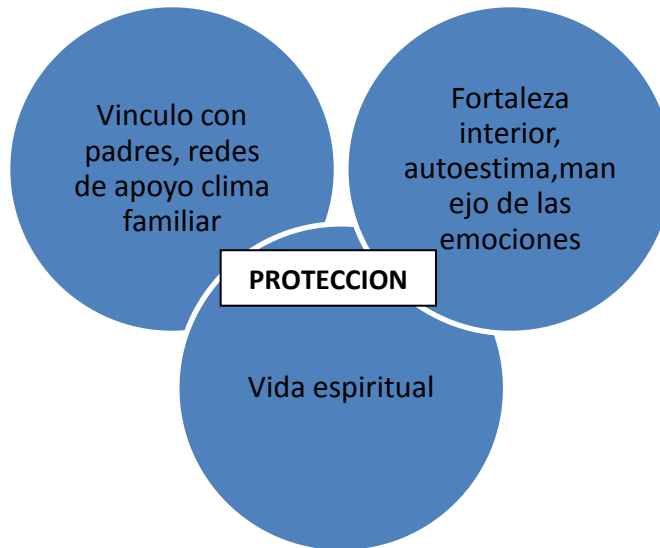 Vinculo con
padres, redes
de apoyo clima
familiar
Fortaleza
interior,
autoestima,man
ejo de las
emociones
PROTECCION
Vida espiritual